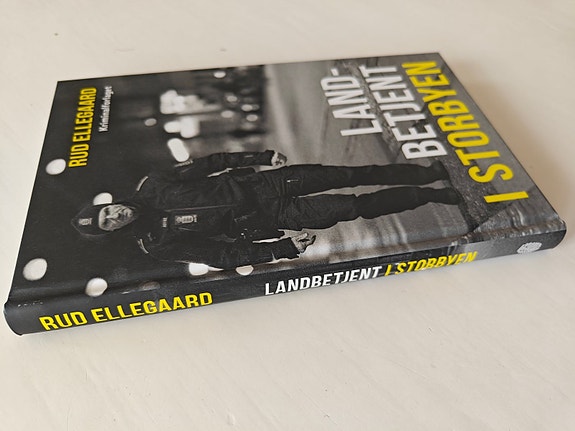 RUD ELLEGAARD
Kriminalforlaget
LAND-
BETJENT
I STORBYEN
RUD ELLEGAARD LANDBETJENT I STORBYEN